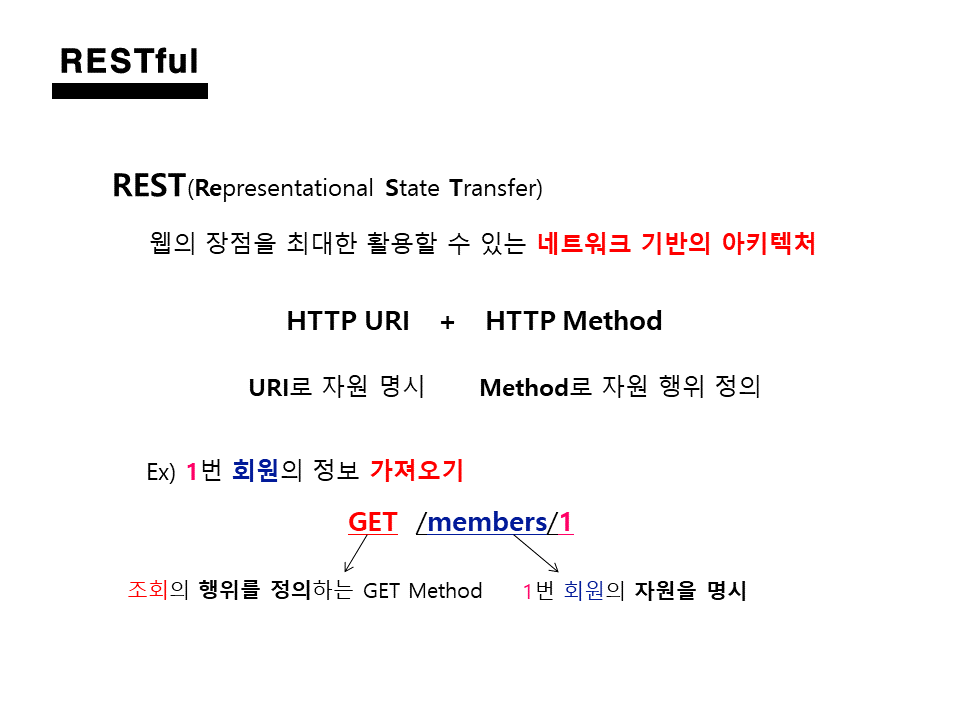 RESTful
REST(Representational State Transfer)
웹의 장점을 최대한 활용할 수 있는 네트워크 기반의 아키텍처
HTTP URI + HTTP Method
URI로 자원 명시 Method로 자원 행위 정의
Ex) 1번 회원의 정보 가져오기
GET /members/1
조회의 행위를 정의하는 GET Method 1번 회원의 자원을 명시